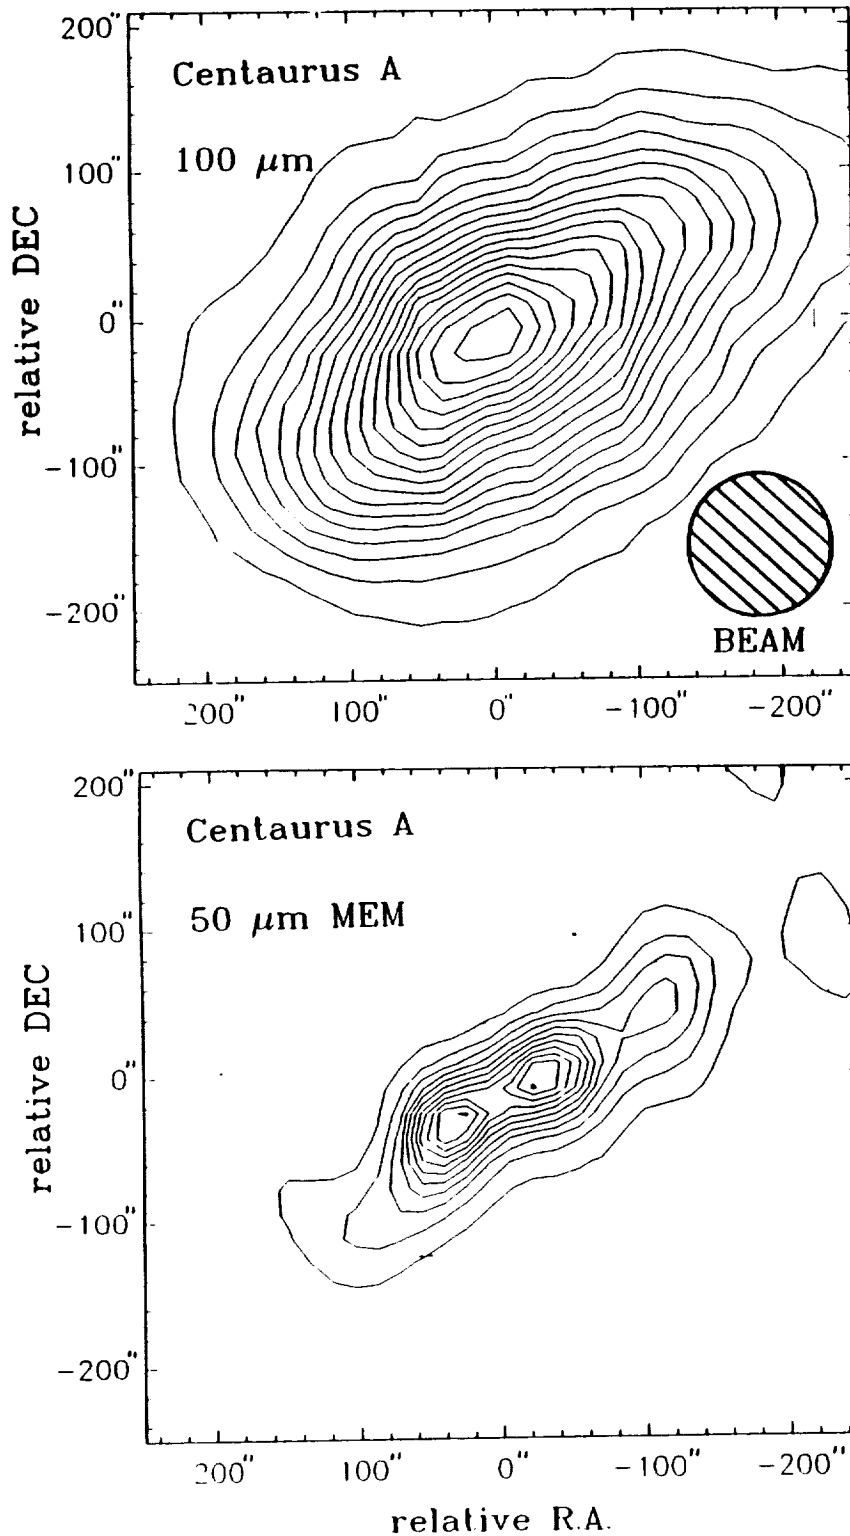 200"
Centaurus A
100 μm
100"
0"
-100"
-200"
relative DEC
BEAM
200" 100" 0" -100" -200"
200"
Centaurus A
50 μm MEM
100"
0"
-100"
-200"
relative DEC
200" 100" 0" -100" -200"
relative R.A.